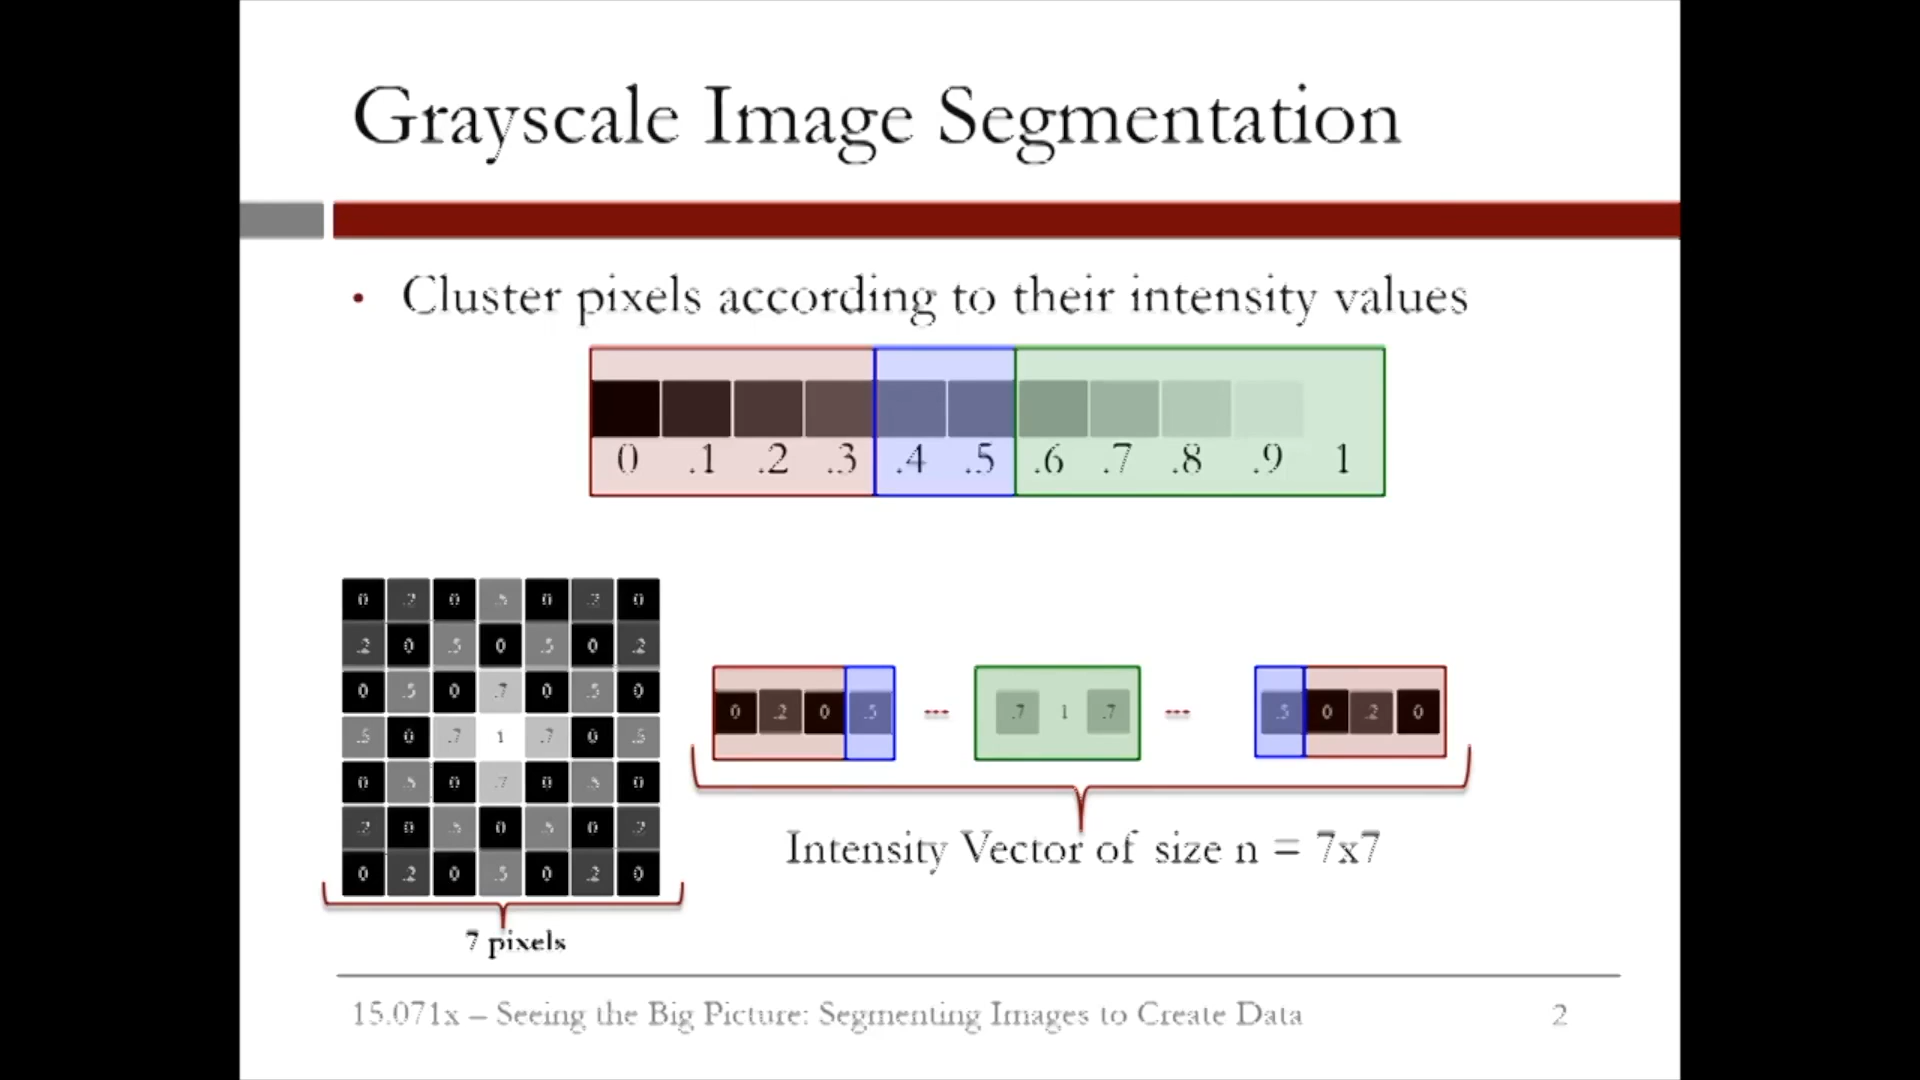 Grayscale Image Segmentation
• Cluster pixels according to their intensity values
0 .1 .2 .3 .4 .5 .6 .7 .8 .9 1
0 .2 0 .5 0 .2 0
.2 0 .5 0 .5 0 .2
0 .5 0 .7 0 .5 0
.5 0 .7 1 .7 0 .5
0 .5 0 .7 0 .5 0
.2 0 .5 0 .5 0 .2
0 .2 0 .5 0 .2 0
7 pixels
0 .2 0 .5 --- .7 1 .7 --- .5 0 .2 0
Intensity Vector of size n = 7x7
15.071x – Seeing the Big Picture: Segmenting Images to Create Data 2